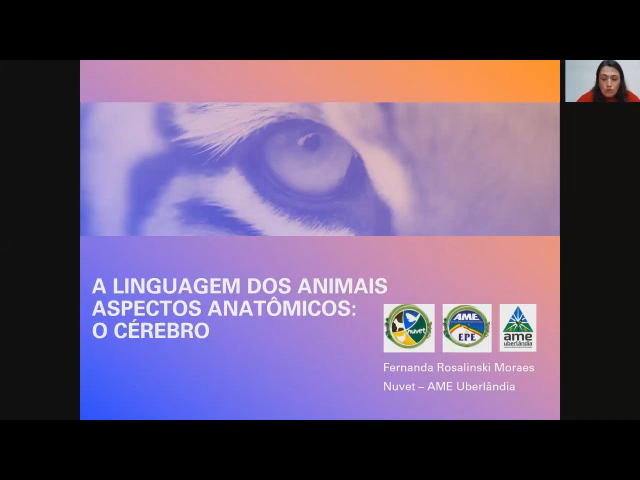 A LINGUAGEM DOS ANIMAIS
ASPECTOS ANATÔMICOS:
O CÉREBRO
nuvet
AME
EPE
ame
uberlândia
Fernanda Rosalinski Moraes
Nuvet – AME Uberlândia